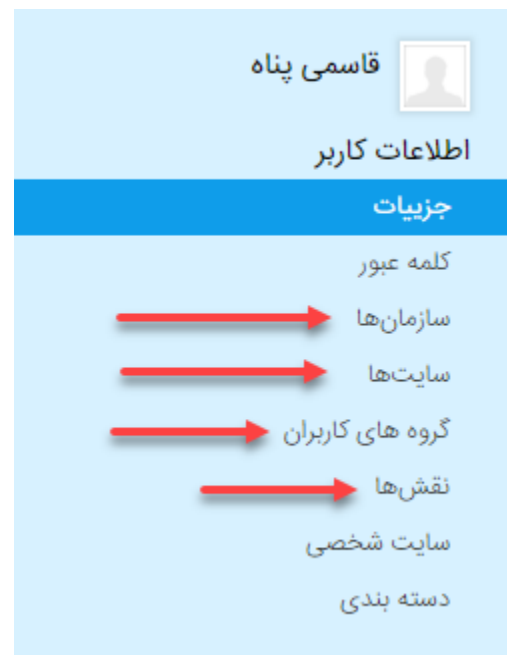 قاسمی پناه
اطلاعات کاربر
جزییات
کلمه عبور
سازمان‌ها
سایت‌ها
گروه های کاربران
نقش‌ها
سایت شخصی
دسته بندی